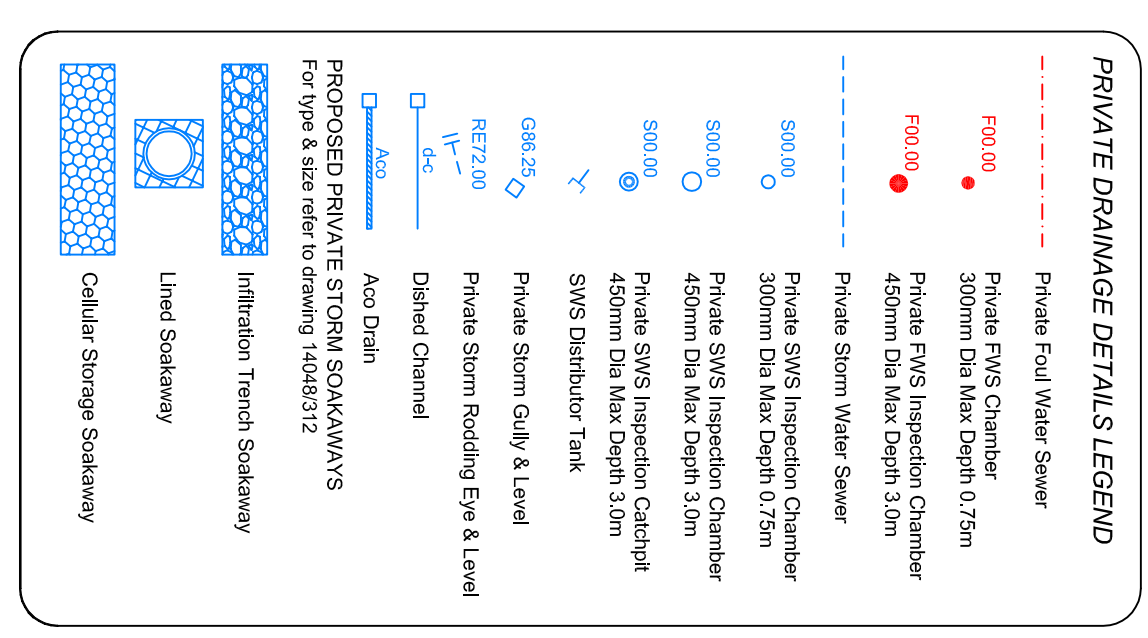 PRIVATE DRAINAGE DETAILS LEGEND
Private Foul Water Sewer
F00.00
Private FWS Chamber
300mm Dia Max Depth 0.75m
F00.00
Private FWS Inspection Chamber
450mm Dia Max Depth 3.0m
Private Storm Water Sewer
S00.00
Private SWS Inspection Chamber
300mm Dia Max Depth 0.75m
S00.00
Private SWS Inspection Chamber
450mm Dia Max Depth 3.0m
S00.00
Private SWS Inspection Catchpit
450mm Dia Max Depth 3.0m
SWS Distributor Tank
G86.25
Private Storm Gully & Level
RE72.00
Private Storm Rodding Eye & Level
d-c
Dished Channel
Aco
Aco Drain
PROPOSED PRIVATE STORM SOAKAWAYS
For type & size refer to drawing 14048/312
Infiltration Trench Soakaway
Lined Soakaway
Cellular Storage Soakaway